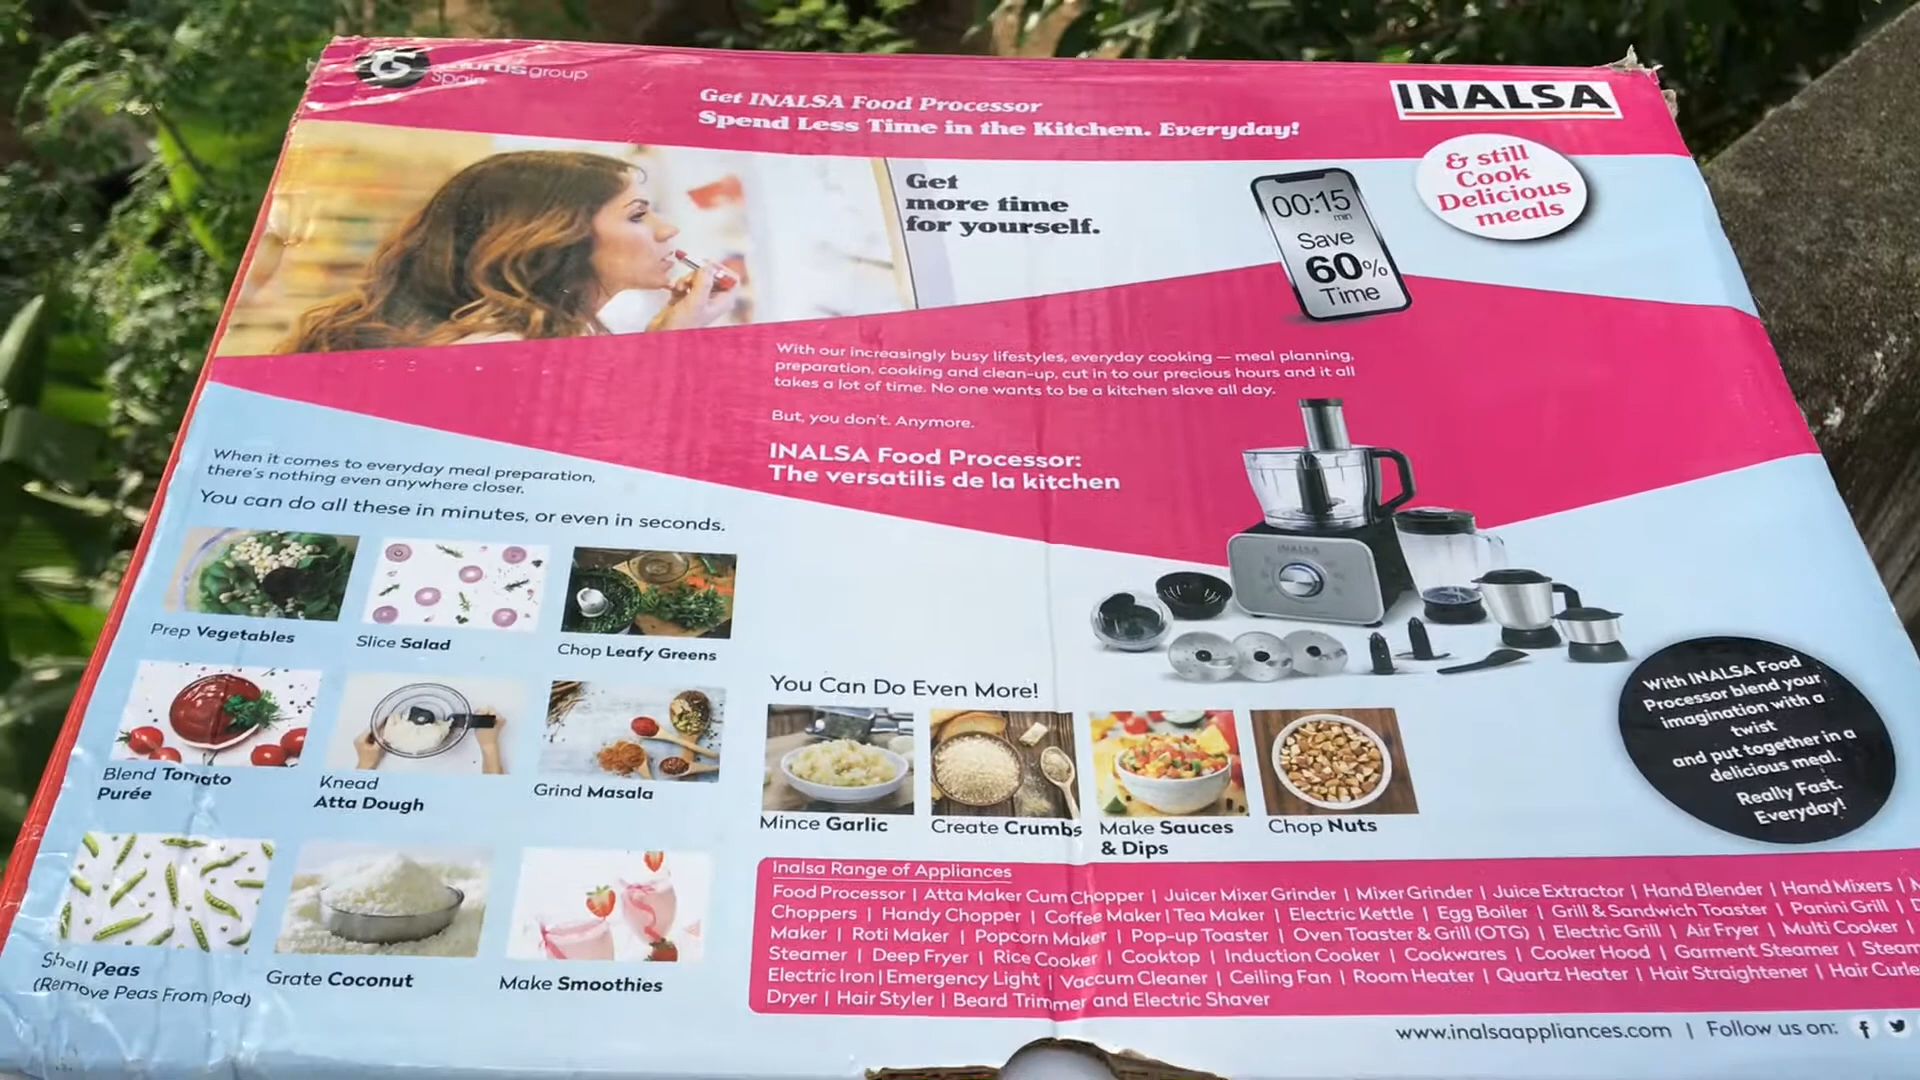 taurusgroup
Spain
Get INALSA Food Processor
Spend Less Time in the Kitchen. Everyday!
INALSA
& still
Cook
Delicious
meals
Get
more time
for yourself.
00:15
min
Save
60%
Time
With our increasingly busy lifestyles, everyday cooking — meal planning,
preparation, cooking and clean-up, cut in to our precious hours and it all
takes a lot of time. No one wants to be a kitchen slave all day.
But, you don't. Anymore.
INALSA Food Processor:
The versatilis de la kitchen
When it comes to everyday meal preparation,
there's nothing even anywhere closer.
You can do all these in minutes, or even in seconds.
INALSA
Prep Vegetables
Slice Salad
Chop Leafy Greens
Blend Tomato
Purée
Knead
Atta Dough
Grind Masala
Shell Peas
(Remove Peas From Pod)
Grate Coconut
Make Smoothies
You Can Do Even More!
Mince Garlic
Create Crumbs
Make Sauces
& Dips
Chop Nuts
With INALSA Food
Processor blend your
imagination with a
twist
and put together in a
delicious meal.
Really Fast.
Everyday!
Inalsa Range of Appliances
Food Processor | Atta Maker Cum Chopper | Juicer Mixer Grinder | Mixer Grinder | Juice Extractor | Hand Blender | Hand Mixers |
Choppers | Handy Chopper | Coffee Maker | Tea Maker | Electric Kettle | Egg Boiler | Grill & Sandwich Toaster | Panini Grill |
Maker | Roti Maker | Popcorn Maker | Pop-up Toaster | Oven Toaster & Grill (OTG) | Electric Grill | Air Fryer | Multi Cooker |
Steamer | Deep Fryer | Rice Cooker | Cooktop | Induction Cooker | Cookwares | Cooker Hood | Garment Steamer | Steam
Electric Iron | Emergency Light | Vaccum Cleaner | Ceiling Fan | Room Heater | Quartz Heater | Hair Straightener | Hair Curle
Dryer | Hair Styler | Beard Trimmer and Electric Shaver
www.inalsaappliances.com | Follow us on: